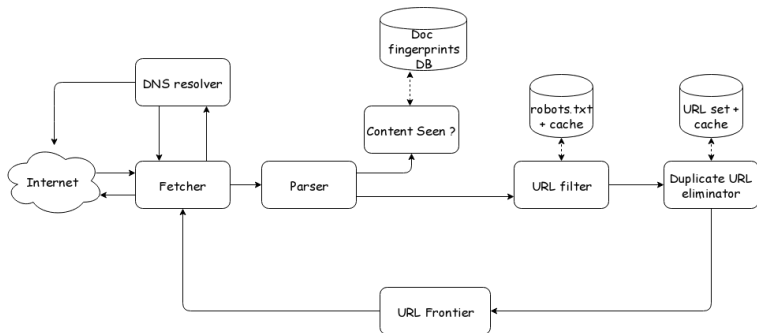 Doc
fingerprints
DB
DNS resolver
robots.txt
+ cache
URL set +
cache
Content Seen ?
Internet
Fetcher
Parser
URL filter
Duplicate URL
eliminator
URL Frontier